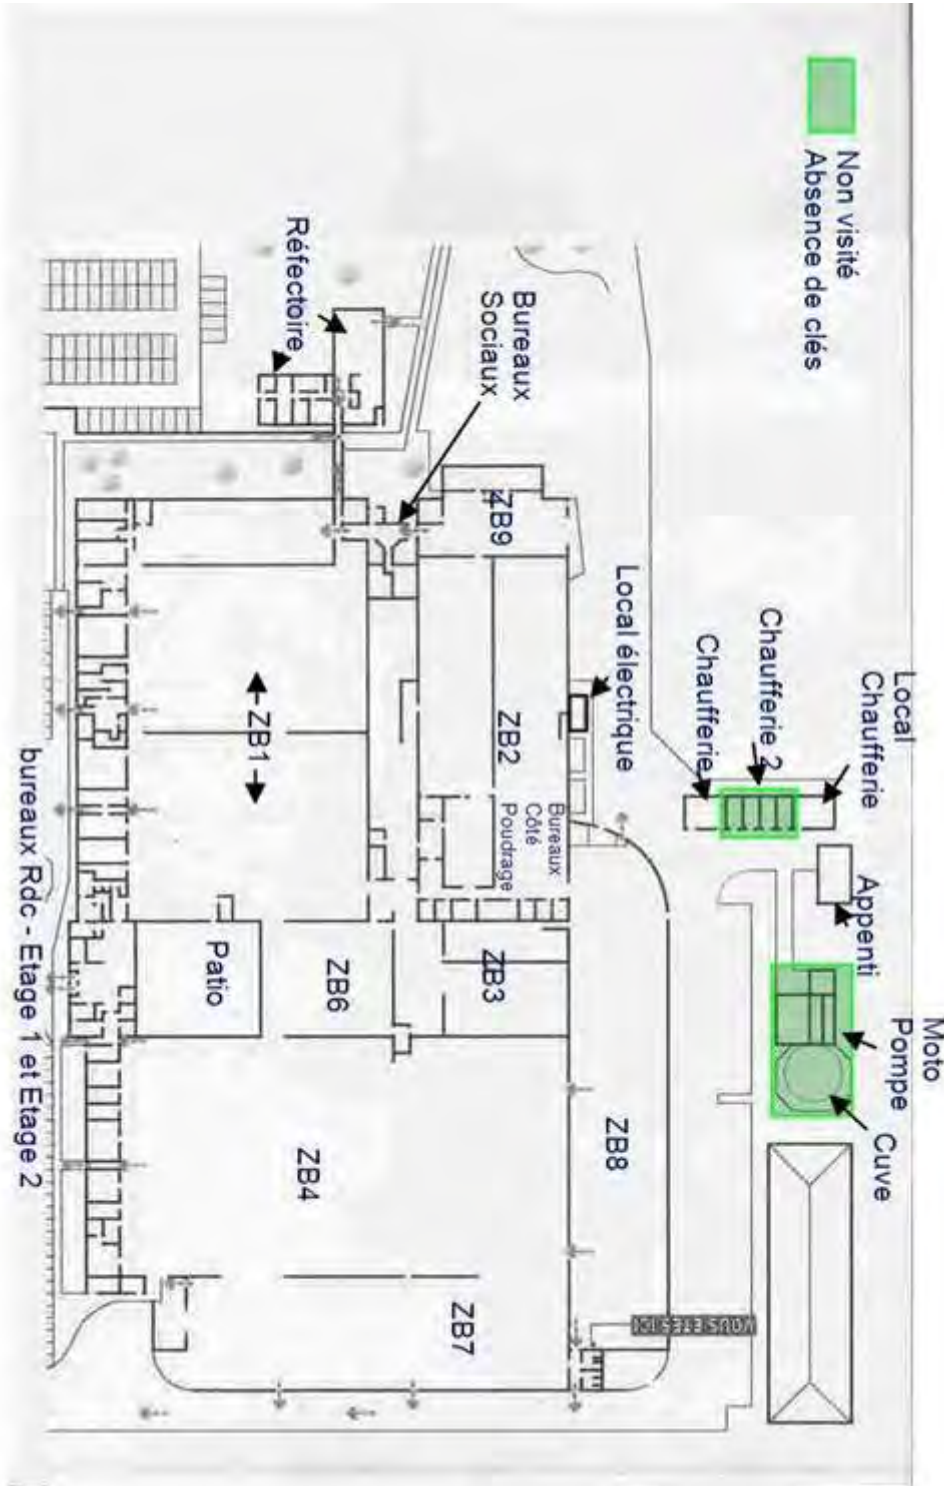 Non visité
Absence de clés
Réfectoire
Bureaux
Sociaux
ZB9
Local électrique
Chaufferie
Chaufferie 2
Local
Chaufferie
ZB1
ZB2
Bureaux
Côté
Poudrage
Appenti
Moto
Pompe
Cuve
Patio
ZB6
ZB3
ZB8
ZB4
ZB7
VOUS ETES ICI
bureaux Rdc - Etage 1 et Etage 2